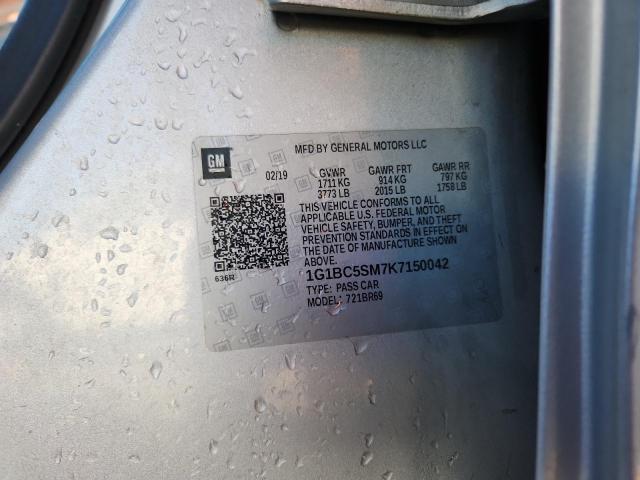 GM
MFD BY GENERAL MOTORS LLC
02/19 GVWR GAWR FRT GAWR RR
1711 KG 914 KG 797 KG
3773 LB 2015 LB 1758 LB
THIS VEHICLE CONFORMS TO ALL
APPLICABLE U.S. FEDERAL MOTOR
VEHICLE SAFETY, BUMPER, AND THEFT
PREVENTION STANDARDS IN EFFECT ON
THE DATE OF MANUFACTURE SHOWN
ABOVE.
636R
1G1BC5SM7K7150042
TYPE: PASS CAR
MODEL: 721BR69